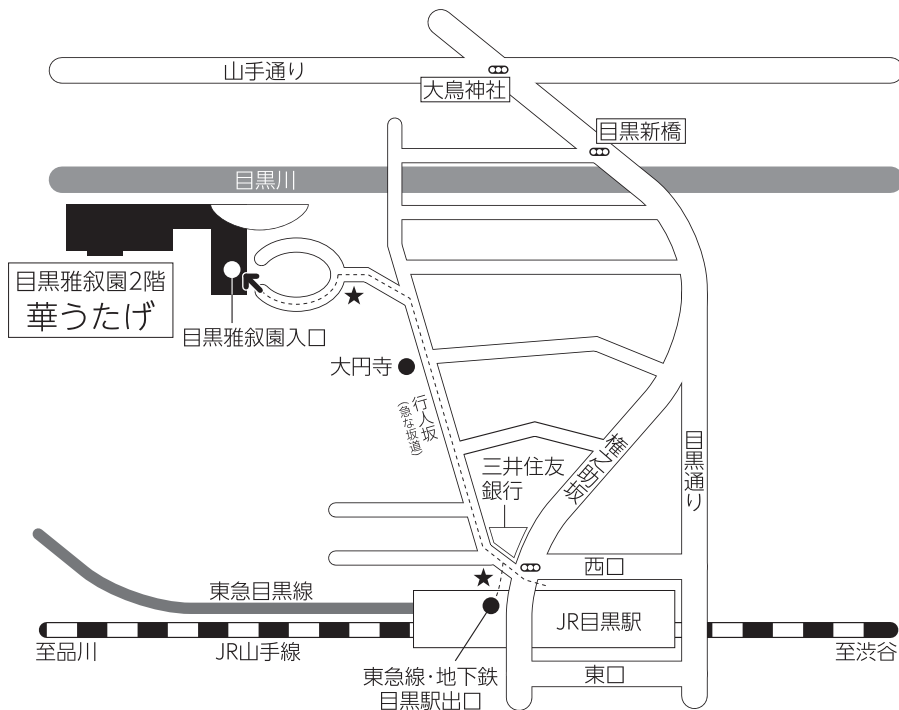 山手通り
大鳥神社
目黒新橋
目黒川
目黒雅叙園2階
華うたげ
目黒雅叙園入口
大円寺
行人坂
(急な坂道)
三井住友
銀行
権之助坂
目黒通り
西口
東急目黒線
JR目黒駅
至品川
JR山手線
至渋谷
東急線・地下鉄
目黒駅出口
東口